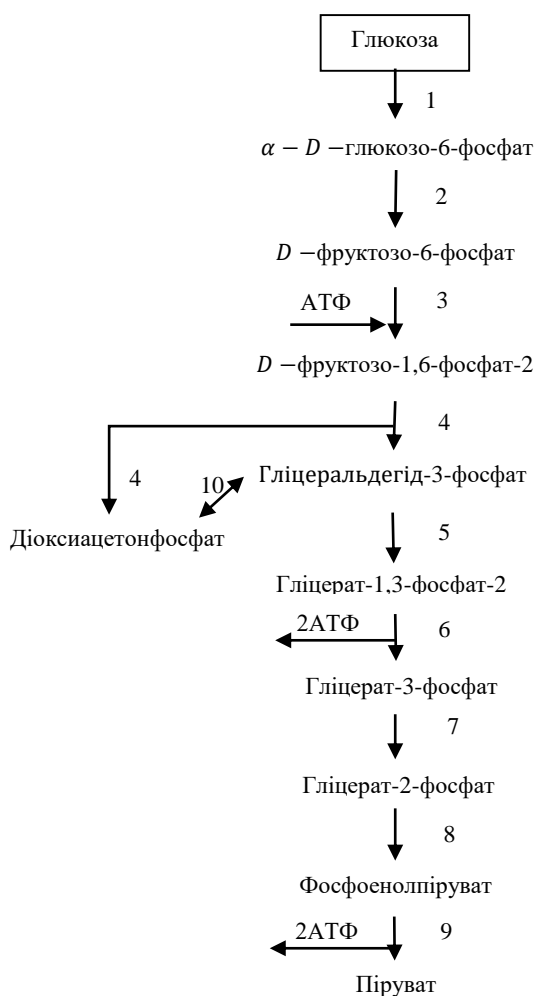 Глюкоза
1
α − D −глюкозо-6-фосфат
2
D −фруктозо-6-фосфат
АТФ 3
D −фруктозо-1,6-фосфат-2
4
4 10 Гліцеральдегід-3-фосфат
Діоксиацетонфосфат
5
Гліцерат-1,3-фосфат-2
2АТФ 6
Гліцерат-3-фосфат
7
Гліцерат-2-фосфат
8
Фосфоенолпіруват
2АТФ 9
Піруват